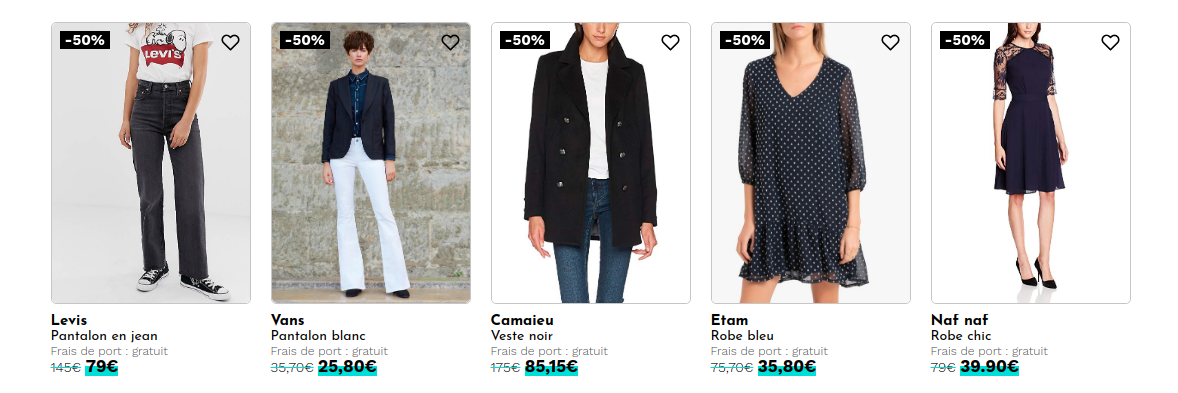 -50%
Levi's
Levis
Pantalon en jean
Frais de port : gratuit
145€ 79€
-50%
Vans
Pantalon blanc
Frais de port : gratuit
35,70€ 25,80€
-50%
Camaieu
Veste noir
Frais de port : gratuit
175€ 85,15€
-50%
Etam
Robe bleu
Frais de port : gratuit
75,70€ 35,80€
-50%
Naf naf
Robe chic
Frais de port : gratuit
79€ 39.90€